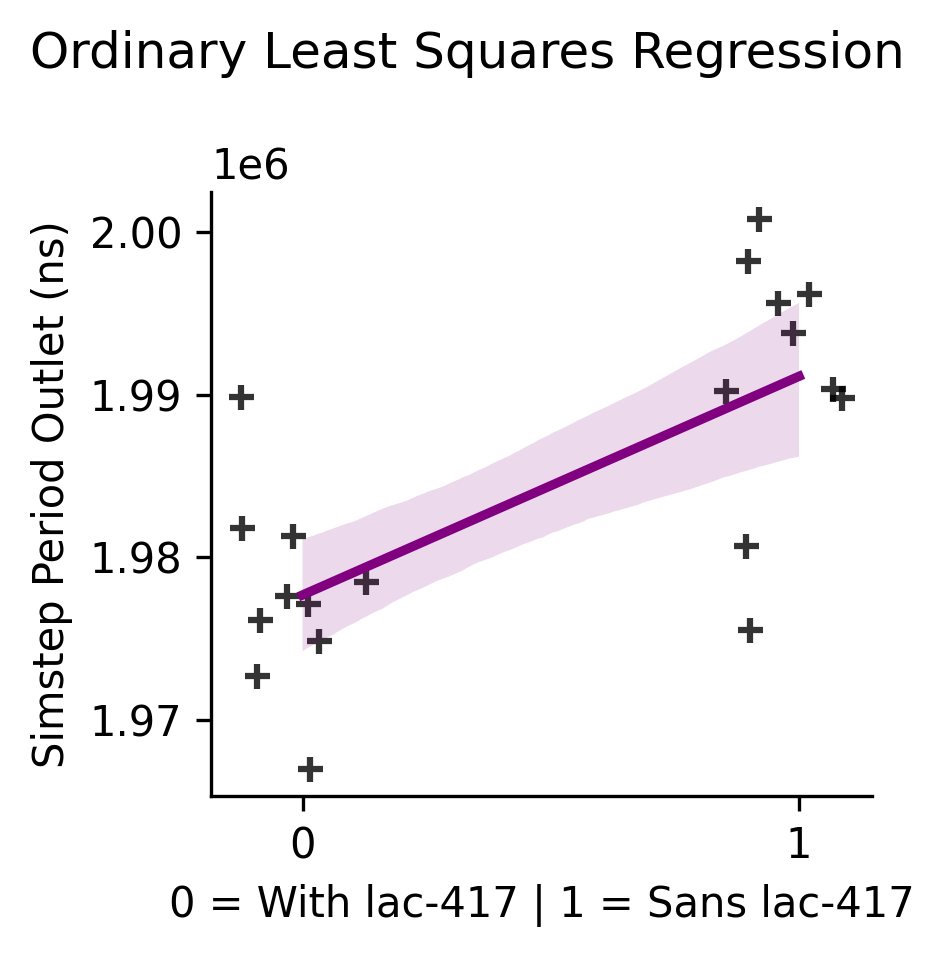 Ordinary Least Squares Regression
1e6
2.00
1.99
1.98
1.97
Simstep Period Outlet (ns)
0 1
0 = With lac-417 | 1 = Sans lac-417